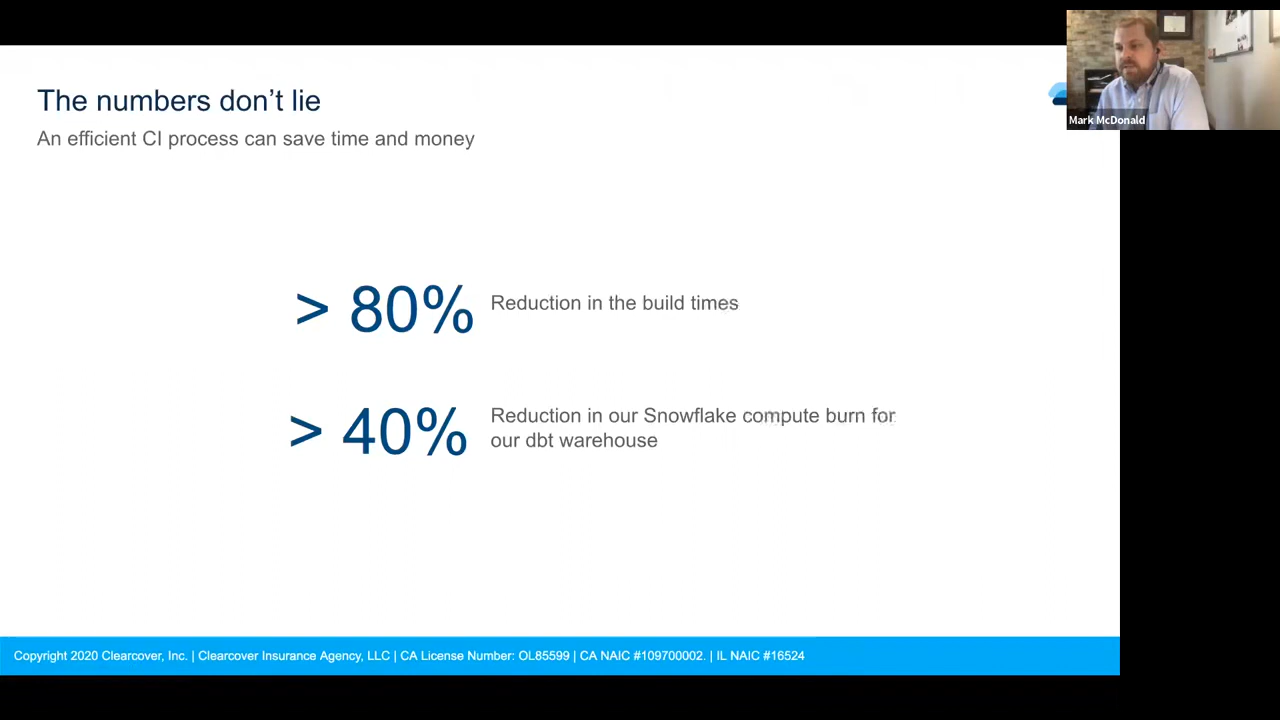 The numbers don't lie
An efficient CI process can save time and money
Mark McDonald
> 80%
Reduction in the build times
> 40%
Reduction in our Snowflake compute burn for
our dbt warehouse
Copyright 2020 Clearcover, Inc. | Clearcover Insurance Agency, LLC | CA License Number: OL85599 | CA NAIC #109700002. | IL NAIC #16524